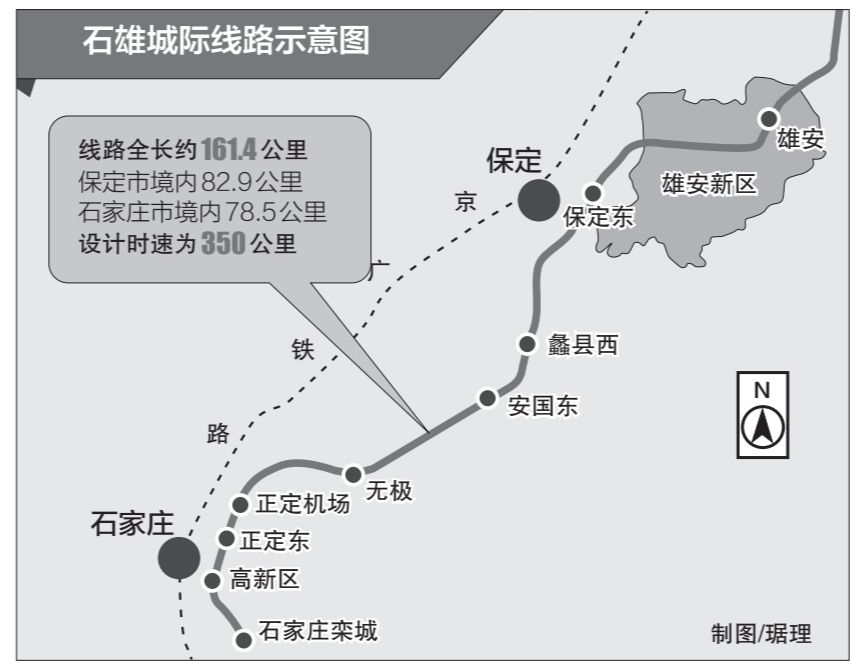 石雄城际线路示意图
线路全长约161.4公里
保定市境内82.9公里
石家庄市境内78.5公里
设计时速为350公里
保定
京
广
铁
路
雄安
雄安新区
保定东
蠡县西
安国东
N
无极
正定机场
石家庄
正定东
高新区
石家庄栾城
制图/琚理